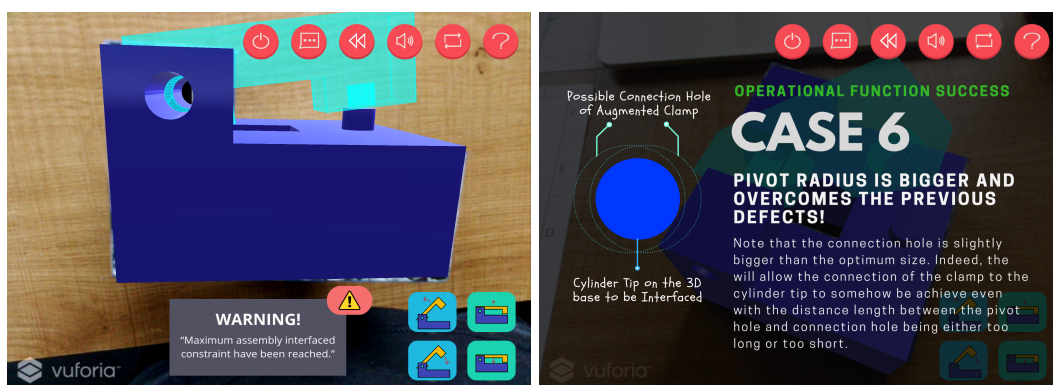 WARNING!
“Maximum assembly interfaced
constraint have been reached.”
vuforia™
Possible Connection Hole
of Augmented Clamp
Cylinder Tip on the 3D
base to be Interfaced
OPERATIONAL FUNCTION SUCCESS
CASE 6
PIVOT RADIUS IS BIGGER AND
OVERCOMES THE PREVIOUS
DEFECTS!
Note that the connection hole is slightly
bigger than the optimum size. Indeed, the
will allow the connection of the clamp to the
cylinder tip to somehow be achieve even
with the distance length between the pivot
hole and connection hole being either too
long or too short.
vuforia™